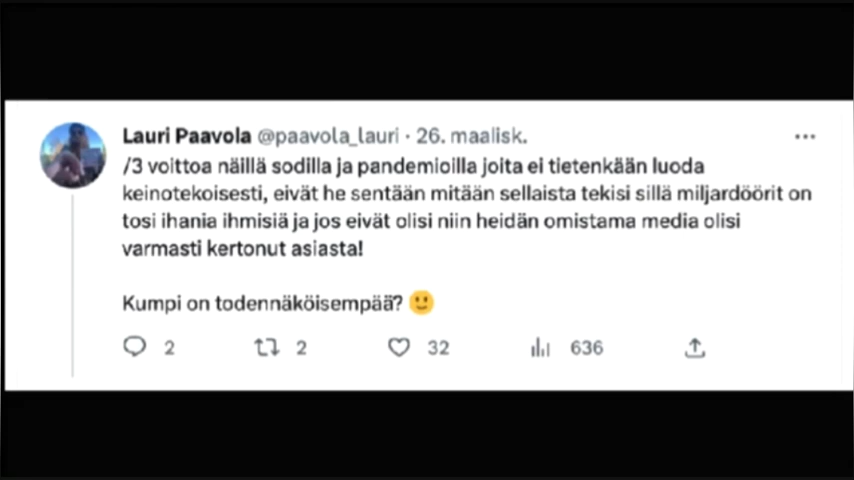 Lauri Paavola @paavola_lauri · 26. maalisk.
/3 voittoa näillä sodilla ja pandemioilla joita ei tietenkään luoda
keinotekoisesti, eivät he sentään mitään sellaista tekisi sillä miljardöörit on
tosi ihania ihmisiä ja jos eivät olisi niin heidän omistama media olisi
varmasti kertonut asiasta!
Kumpi on todennäköisempää? 🙂
2 2 32 636